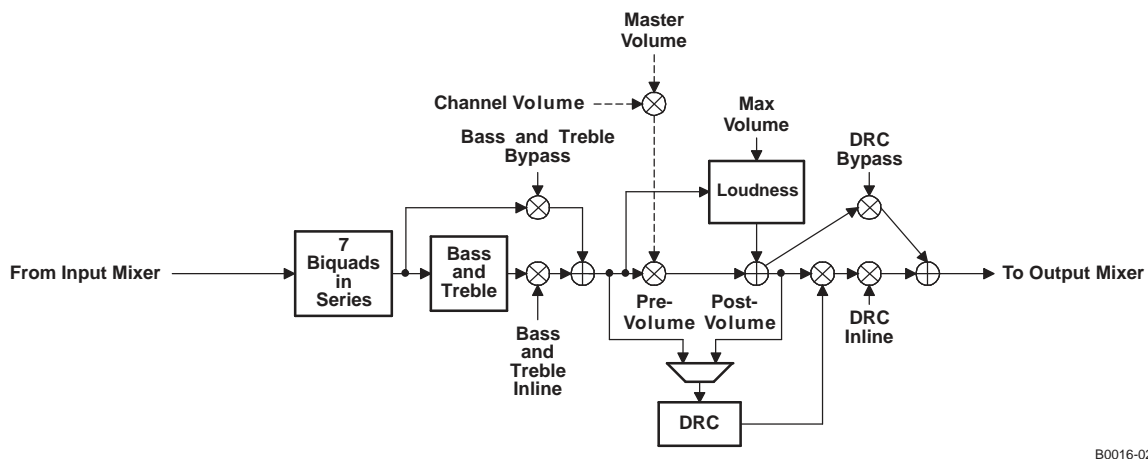 Master
Volume
Channel Volume
Max
Volume
Bass and Treble
Bypass
DRC
Bypass
Loudness
From Input Mixer
7
Biquads
in
Series
Bass
and
Treble
To Output Mixer
Pre-
Volume
Post-
Volume
DRC
Inline
Bass
and
Treble
Inline
DRC
B0016-02